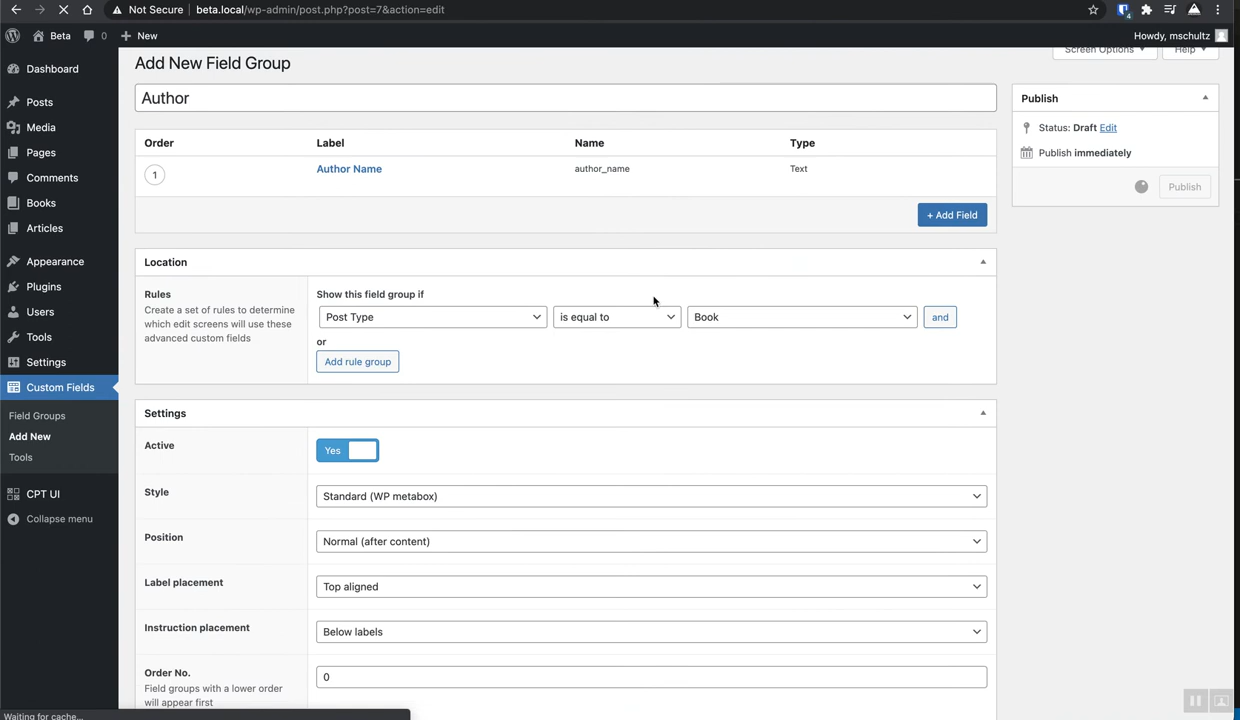 Not Secure beta.local/wp-admin/post.php?post=7&action=edit
4
Beta 0 New Howdy, mschultz
Add New Field Group Screen Options Help
Dashboard
Posts
Media
Pages
Comments
Books
Articles
Appearance
Plugins
Users
Tools
Settings
Custom Fields
Field Groups
Add New
Tools
CPT UI
Collapse menu
Author
Order Label Name Type
1 Author Name author_name Text
+ Add Field
Location
Rules
Create a set of rules to determine
which edit screens will use these
advanced custom fields
Show this field group if
Post Type is equal to Book and
or
Add rule group
Settings
Active Yes
Style Standard (WP metabox)
Position Normal (after content)
Label placement Top aligned
Instruction placement Below labels
Order No. 0
Field groups with a lower order
will appear first
Publish
Status: Draft Edit
Publish immediately
Publish
Waiting for cache...